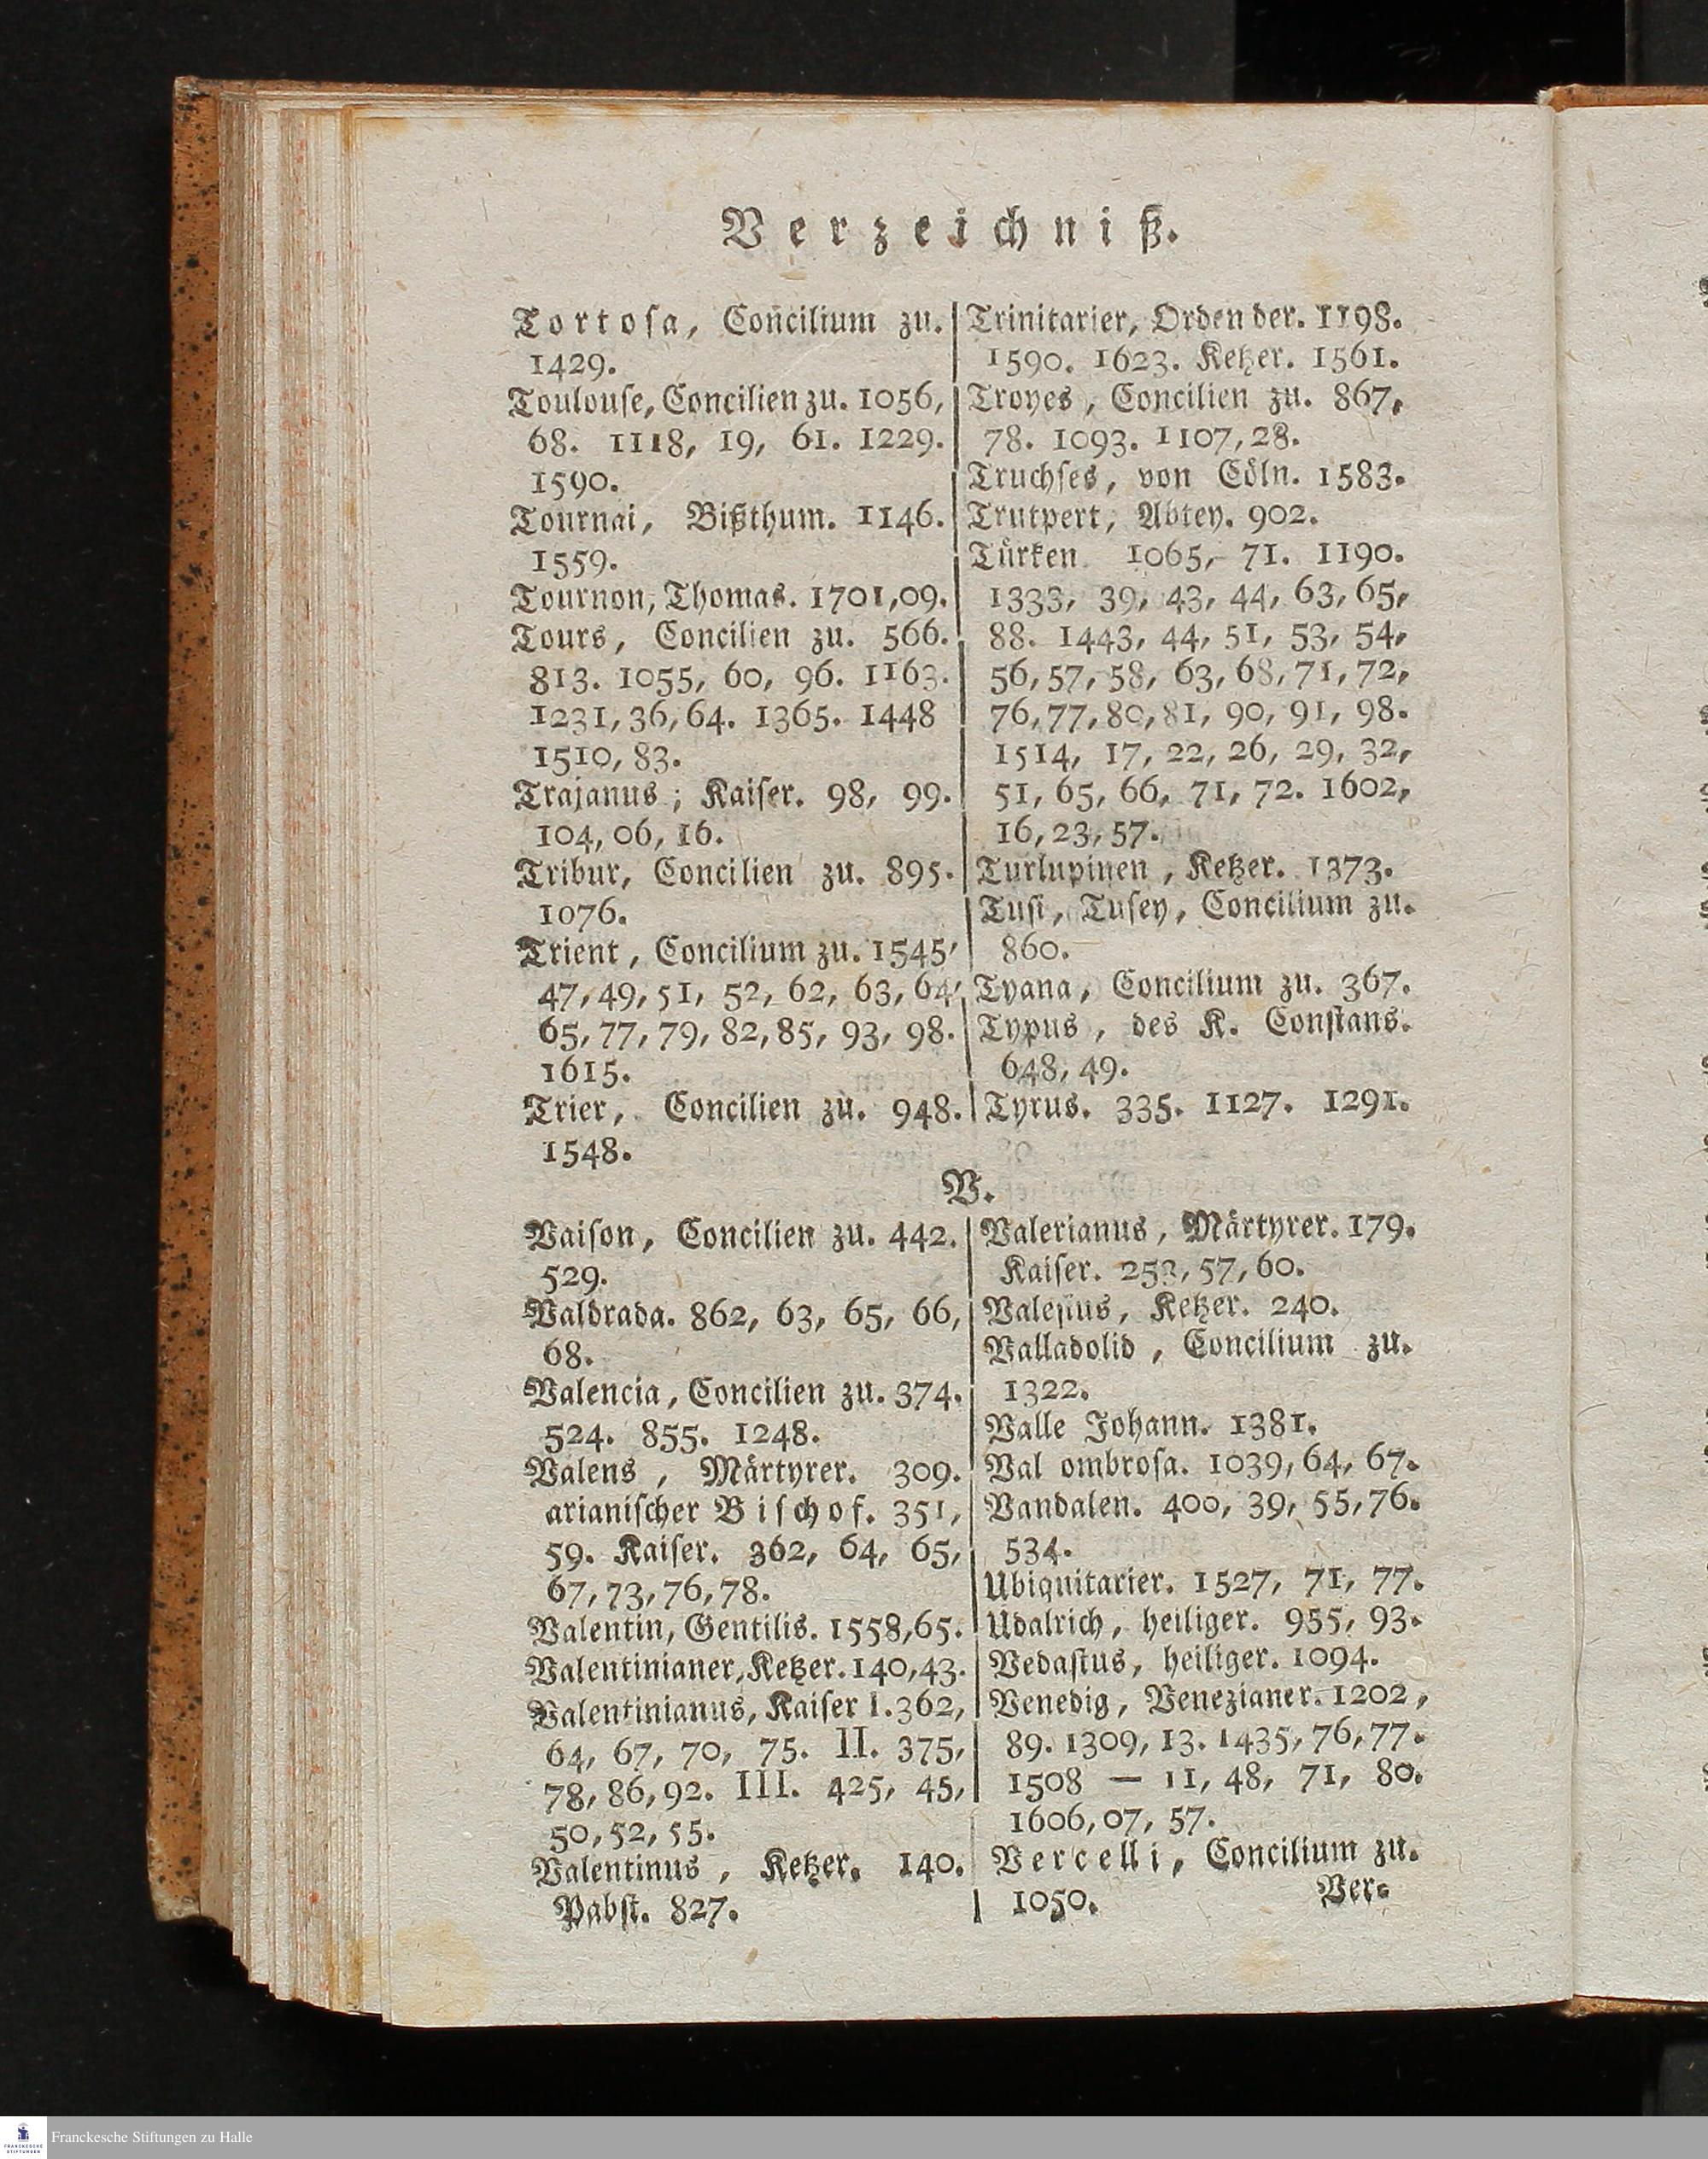 Verzeichniß.
Tortoſa, Coñcilium zu.
1429.
Toulouſe, Concilien zu. 1056,
68. 1118, 19, 61. 1229.
1590.
Tournai, Bißthum. 1146.
1559.
Tournon, Thomas. 1701,09.
Tours, Concilien zu. 566.
813. 1055, 60, 96. 1163.
1231, 36, 64. 1365. 1448
1510, 83.
Trajanus; Kaiſer. 98, 99.
104, 06, 16.
Tribur, Concilien zu. 895.
1076.
Trient, Concilium zu. 1545,
47, 49, 51, 52, 62, 63, 64,
65, 77, 79, 82, 85, 93, 98.
1615.
Trier, Concilien zu. 948.
1548.
Trinitarier, Orden der. 1198.
1590. 1623. Ketzer. 1561.
Troyes, Concilien zu. 867,
78. 1093. 1107, 28.
Truchſes, von Cöln. 1583.
Trutpert, Abtey. 902.
Türken 1065, 71. 1190.
1333, 39, 43, 44, 63, 65,
88. 1443, 44, 51, 53, 54,
56, 57, 58, 63, 68, 71, 72,
76, 77, 80, 81, 90, 91, 98.
1514, 17, 22, 26, 29, 32,
51, 65, 66, 71, 72. 1602,
16, 23, 57.
Turlupinen, Ketzer. 1373.
Tuſi, Tuſey, Concilium zu.
860.
Tyana, Concilium zu. 367.
Typus, des K. Conſtans.
648, 49.
Tyrus. 335. 1127. 1291.
V.
Vaiſon, Concilien zu. 442.
529.
Valdrada. 862, 63, 65, 66,
68.
Valencia, Concilien zu. 374.
524. 855. 1248.
Valens, Märtyrer. 309.
arianiſcher Biſchof. 351,
59. Kaiſer. 362, 64, 65,
67, 73, 76, 78.
Valentin, Gentilis. 1558,65.
Valentinianer, Ketzer. 140,43.
Valentinianus, Kaiſer I. 362,
64, 67, 70, 75. II. 375,
78, 86, 92. III. 425, 45,
50, 52, 55.
Valentinus, Ketzer. 140.
Pabſt. 827.
Valerianus, Märtyrer. 179.
Kaiſer. 253, 57, 60.
Valeſius, Ketzer. 240.
Valladolid, Concilium zu.
1322.
Valle Johann. 1381.
Val ombroſa. 1039, 64, 67.
Vandalen. 400, 39, 55, 76.
534.
Ubiquitarier. 1527, 71, 77.
Udalrich, heiliger. 955, 93.
Vedaſtus, heiliger. 1094.
Venedig, Venezianer. 1202,
89. 1309, 13. 1435, 76, 77.
1508 — 11, 48, 71, 80.
1606, 07, 57.
Vercelli, Concilium zu.
1050.
Ver⸗
Franckesche Stiftungen zu Halle
FRANCKESCHE
STIFTUNGEN